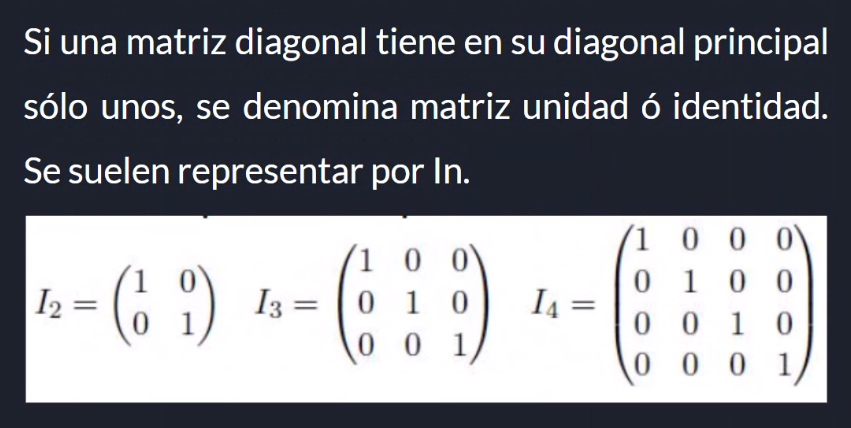 Si una matriz diagonal tiene en su diagonal principal
sólo unos, se denomina matriz unidad ó identidad.
Se suelen representar por In.
I₂ = (1 0; 0 1) I₃ = (1 0 0; 0 1 0; 0 0 1) I₄ = (1 0 0 0; 0 1 0 0; 0 0 1 0; 0 0 0 1)